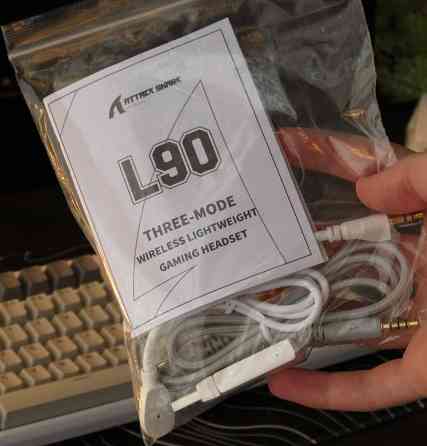 ATTACK SHARK
L90
THREE-MODE
WIRELESS LIGHTWEIGHT
GAMING HEADSET